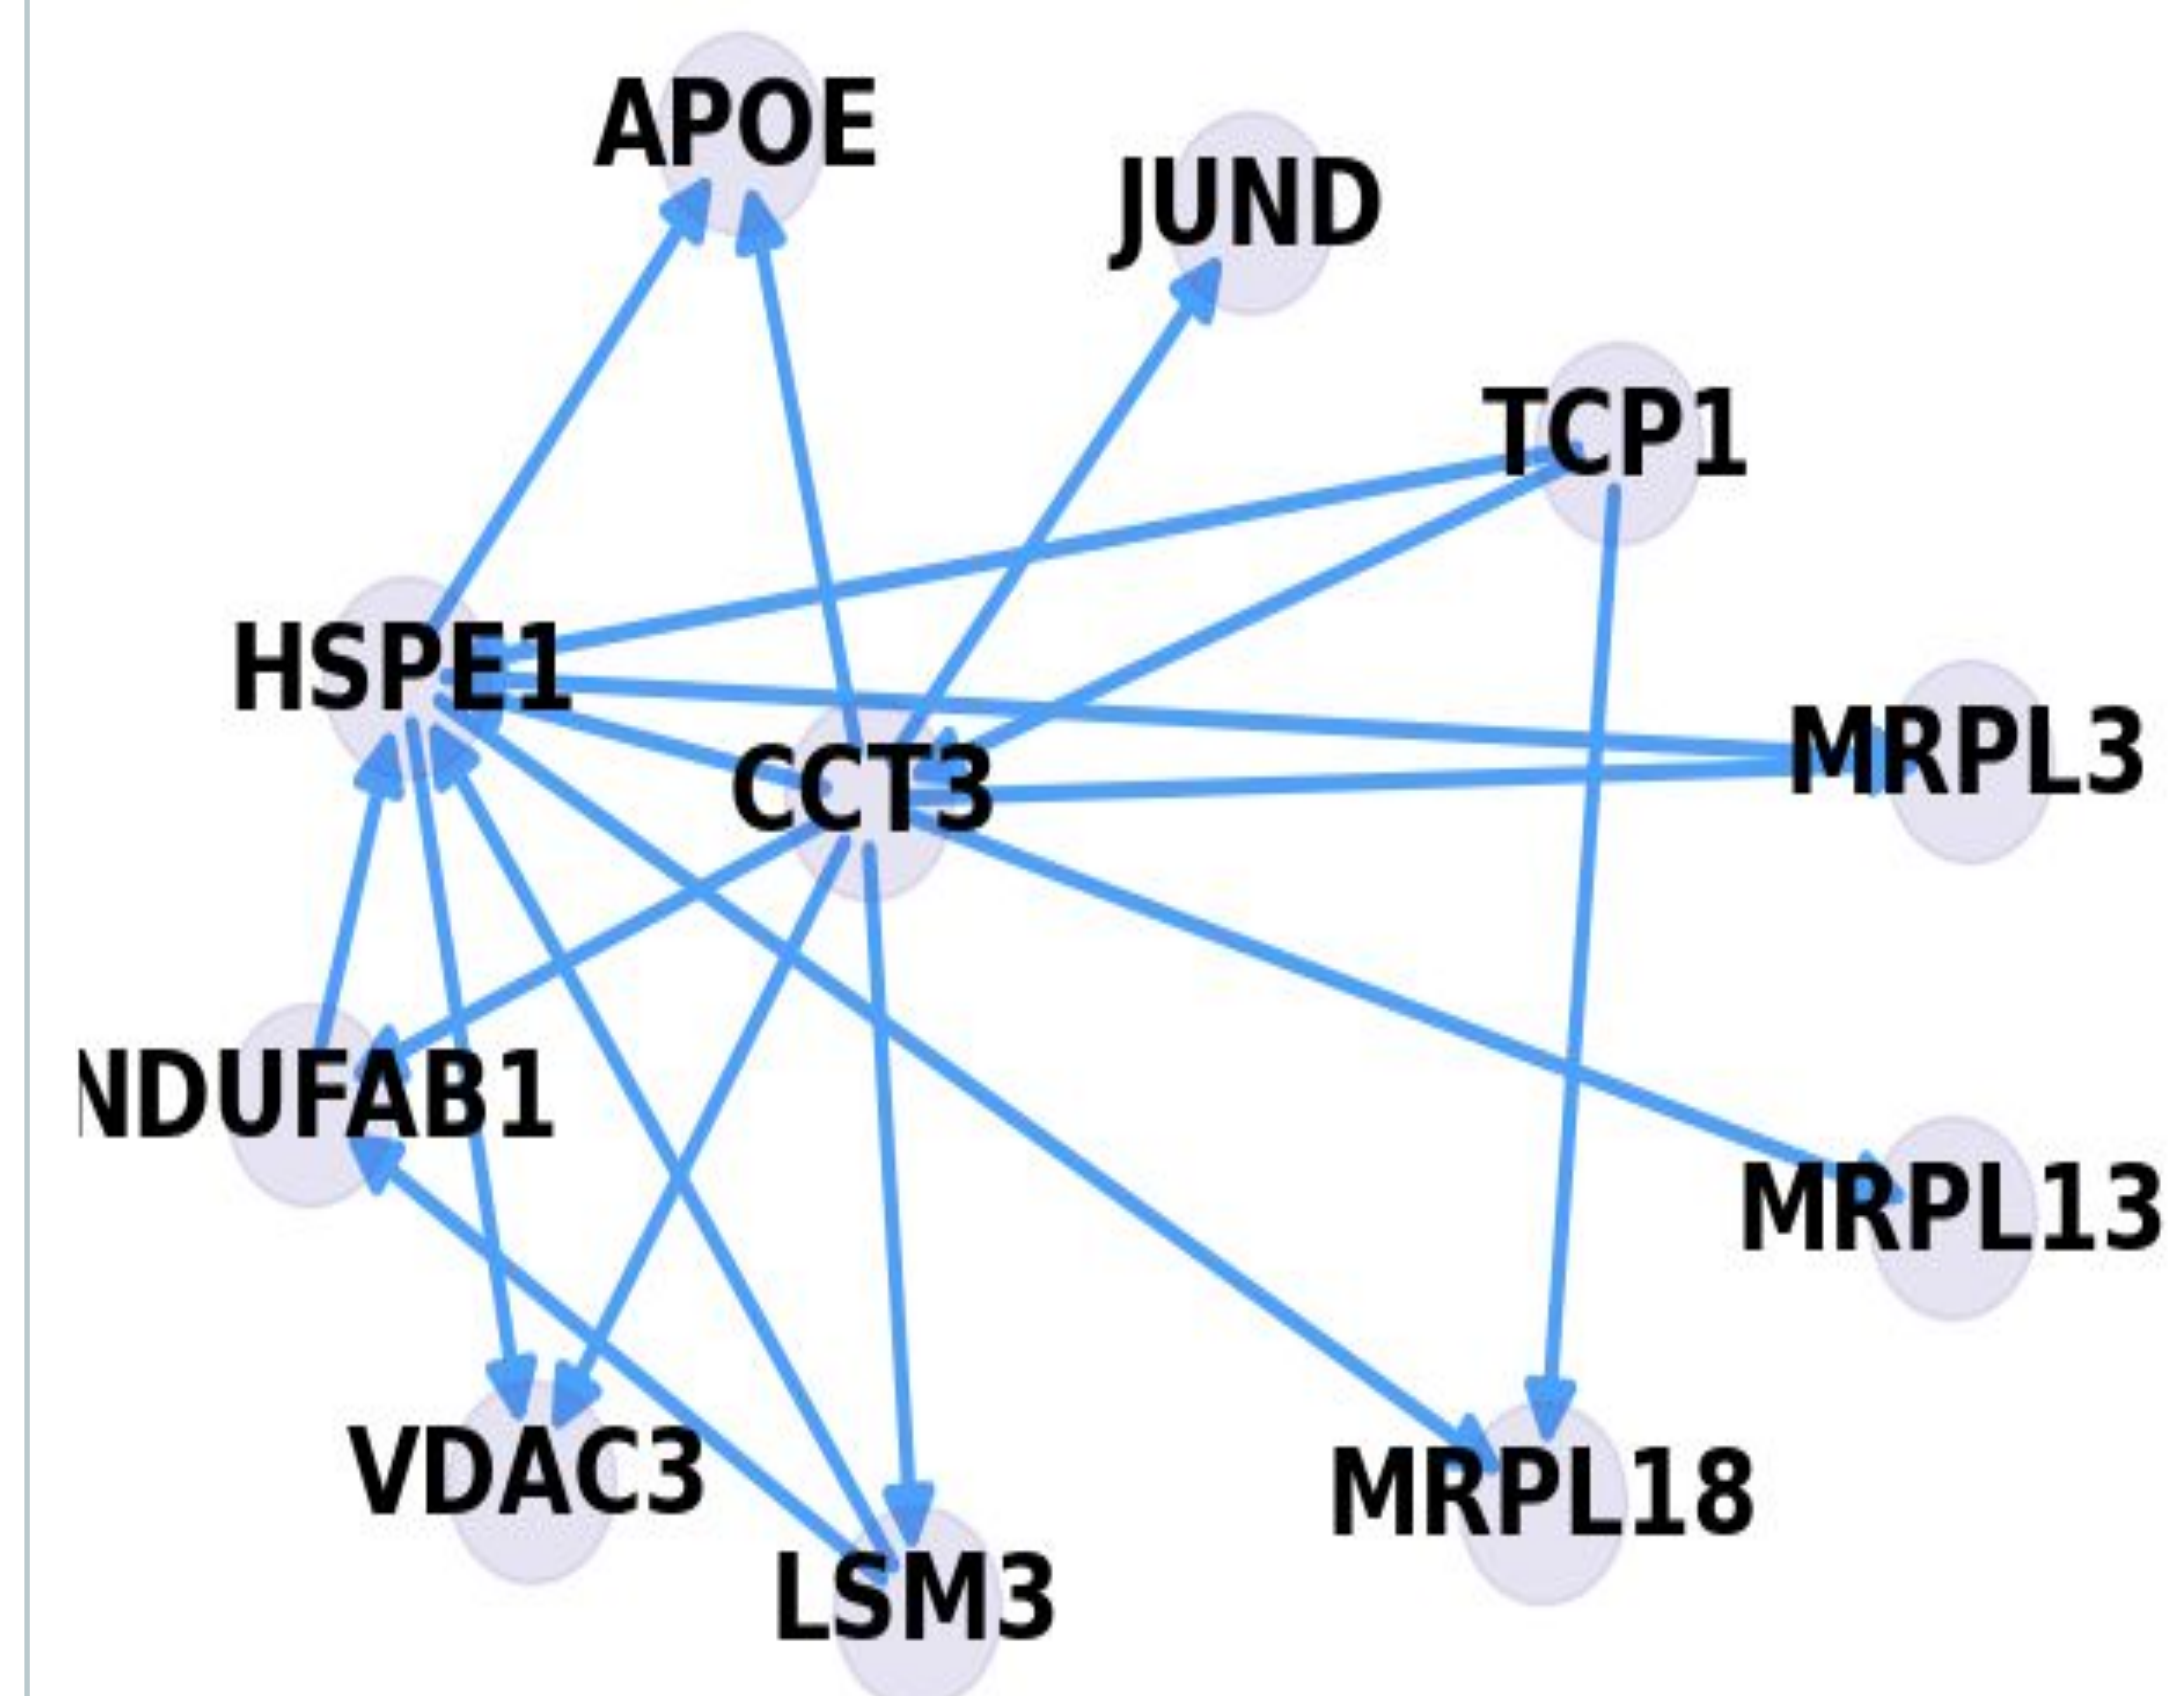 APOE
JUND
TCP1
HSPE1
MRPL3
CCT3
NDUFAB1
MRPL13
VDAC3
MRPL18
LSM3